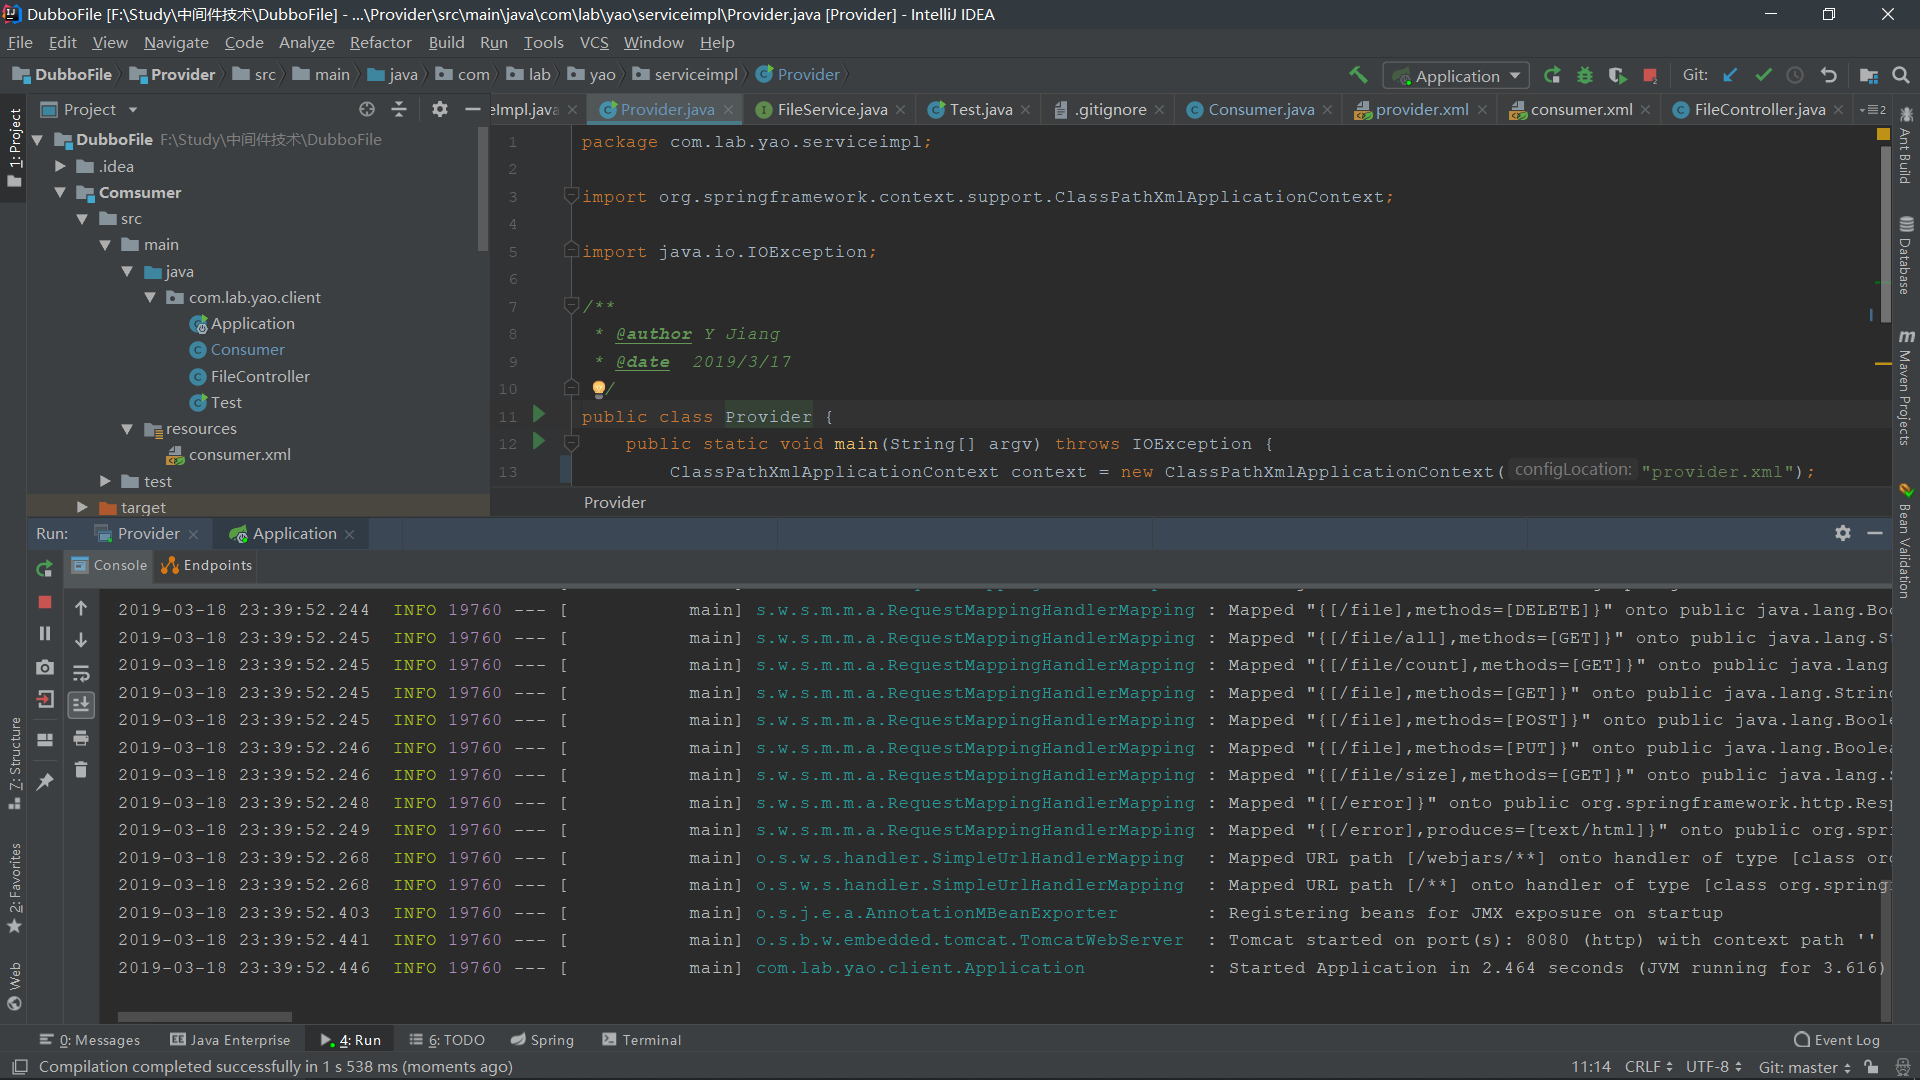 DubboFile [F:\Study\中间件技术\DubboFile] - ...\Provider\src\main\java\com\lab\yao\serviceimpl\Provider.java [Provider] - IntelliJ IDEA
File Edit View Navigate Code Analyze Refactor Build Run Tools VCS Window Help
DubboFile Provider src main java com lab yao serviceimpl Provider
Application Git:
Project
eImpl.java Provider.java FileService.java Test.java .gitignore Consumer.java provider.xml consumer.xml FileController.java 2
1: Project
DubboFile F:\Study\中间件技术\DubboFile
.idea
Comsumer
src
main
java
com.lab.yao.client
Application
Consumer
FileController
Test
resources
consumer.xml
test
target
1 package com.lab.yao.serviceimpl;
2
3 import org.springframework.context.support.ClassPathXmlApplicationContext;
4
5 import java.io.IOException;
6
7 /**
8 * @author Y Jiang
9 * @date 2019/3/17
10 /
11 public class Provider {
12 public static void main(String[] argv) throws IOException {
13 ClassPathXmlApplicationContext context = new ClassPathXmlApplicationContext( configLocation: "provider.xml");
Provider
Ant Build
Database
Maven Projects
Bean Validation
Run: Provider Application
Console Endpoints
2019-03-18 23:39:52.244 INFO 19760 --- [ main] s.w.s.m.m.a.RequestMappingHandlerMapping : Mapped "{[/file],methods=[DELETE]}" onto public java.lang.Boo
2019-03-18 23:39:52.245 INFO 19760 --- [ main] s.w.s.m.m.a.RequestMappingHandlerMapping : Mapped "{[/file/all],methods=[GET]}" onto public java.lang.St
2019-03-18 23:39:52.245 INFO 19760 --- [ main] s.w.s.m.m.a.RequestMappingHandlerMapping : Mapped "{[/file/count],methods=[GET]}" onto public java.lang
2019-03-18 23:39:52.245 INFO 19760 --- [ main] s.w.s.m.m.a.RequestMappingHandlerMapping : Mapped "{[/file],methods=[GET]}" onto public java.lang.String
2019-03-18 23:39:52.245 INFO 19760 --- [ main] s.w.s.m.m.a.RequestMappingHandlerMapping : Mapped "{[/file],methods=[POST]}" onto public java.lang.Boole
2019-03-18 23:39:52.246 INFO 19760 --- [ main] s.w.s.m.m.a.RequestMappingHandlerMapping : Mapped "{[/file],methods=[PUT]}" onto public java.lang.Boolea
2019-03-18 23:39:52.246 INFO 19760 --- [ main] s.w.s.m.m.a.RequestMappingHandlerMapping : Mapped "{[/file/size],methods=[GET]}" onto public java.lang.S
2019-03-18 23:39:52.248 INFO 19760 --- [ main] s.w.s.m.m.a.RequestMappingHandlerMapping : Mapped "{[/error]}" onto public org.springframework.http.Resp
2019-03-18 23:39:52.249 INFO 19760 --- [ main] s.w.s.m.m.a.RequestMappingHandlerMapping : Mapped "{[/error],produces=[text/html]}" onto public org.spri
2019-03-18 23:39:52.268 INFO 19760 --- [ main] o.s.w.s.handler.SimpleUrlHandlerMapping : Mapped URL path [/webjars/**] onto handler of type [class org
2019-03-18 23:39:52.268 INFO 19760 --- [ main] o.s.w.s.handler.SimpleUrlHandlerMapping : Mapped URL path [/**] onto handler of type [class org.spring
2019-03-18 23:39:52.403 INFO 19760 --- [ main] o.s.j.e.a.AnnotationMBeanExporter : Registering beans for JMX exposure on startup
2019-03-18 23:39:52.441 INFO 19760 --- [ main] o.s.b.w.embedded.tomcat.TomcatWebServer : Tomcat started on port(s): 8080 (http) with context path ''
2019-03-18 23:39:52.446 INFO 19760 --- [ main] com.lab.yao.client.Application : Started Application in 2.464 seconds (JVM running for 3.616)
Z: Structure
2: Favorites
Web
0: Messages Java Enterprise 4: Run 6: TODO Spring Terminal Event Log
Compilation completed successfully in 1 s 538 ms (moments ago) 11:14 CRLF UTF-8 Git: master